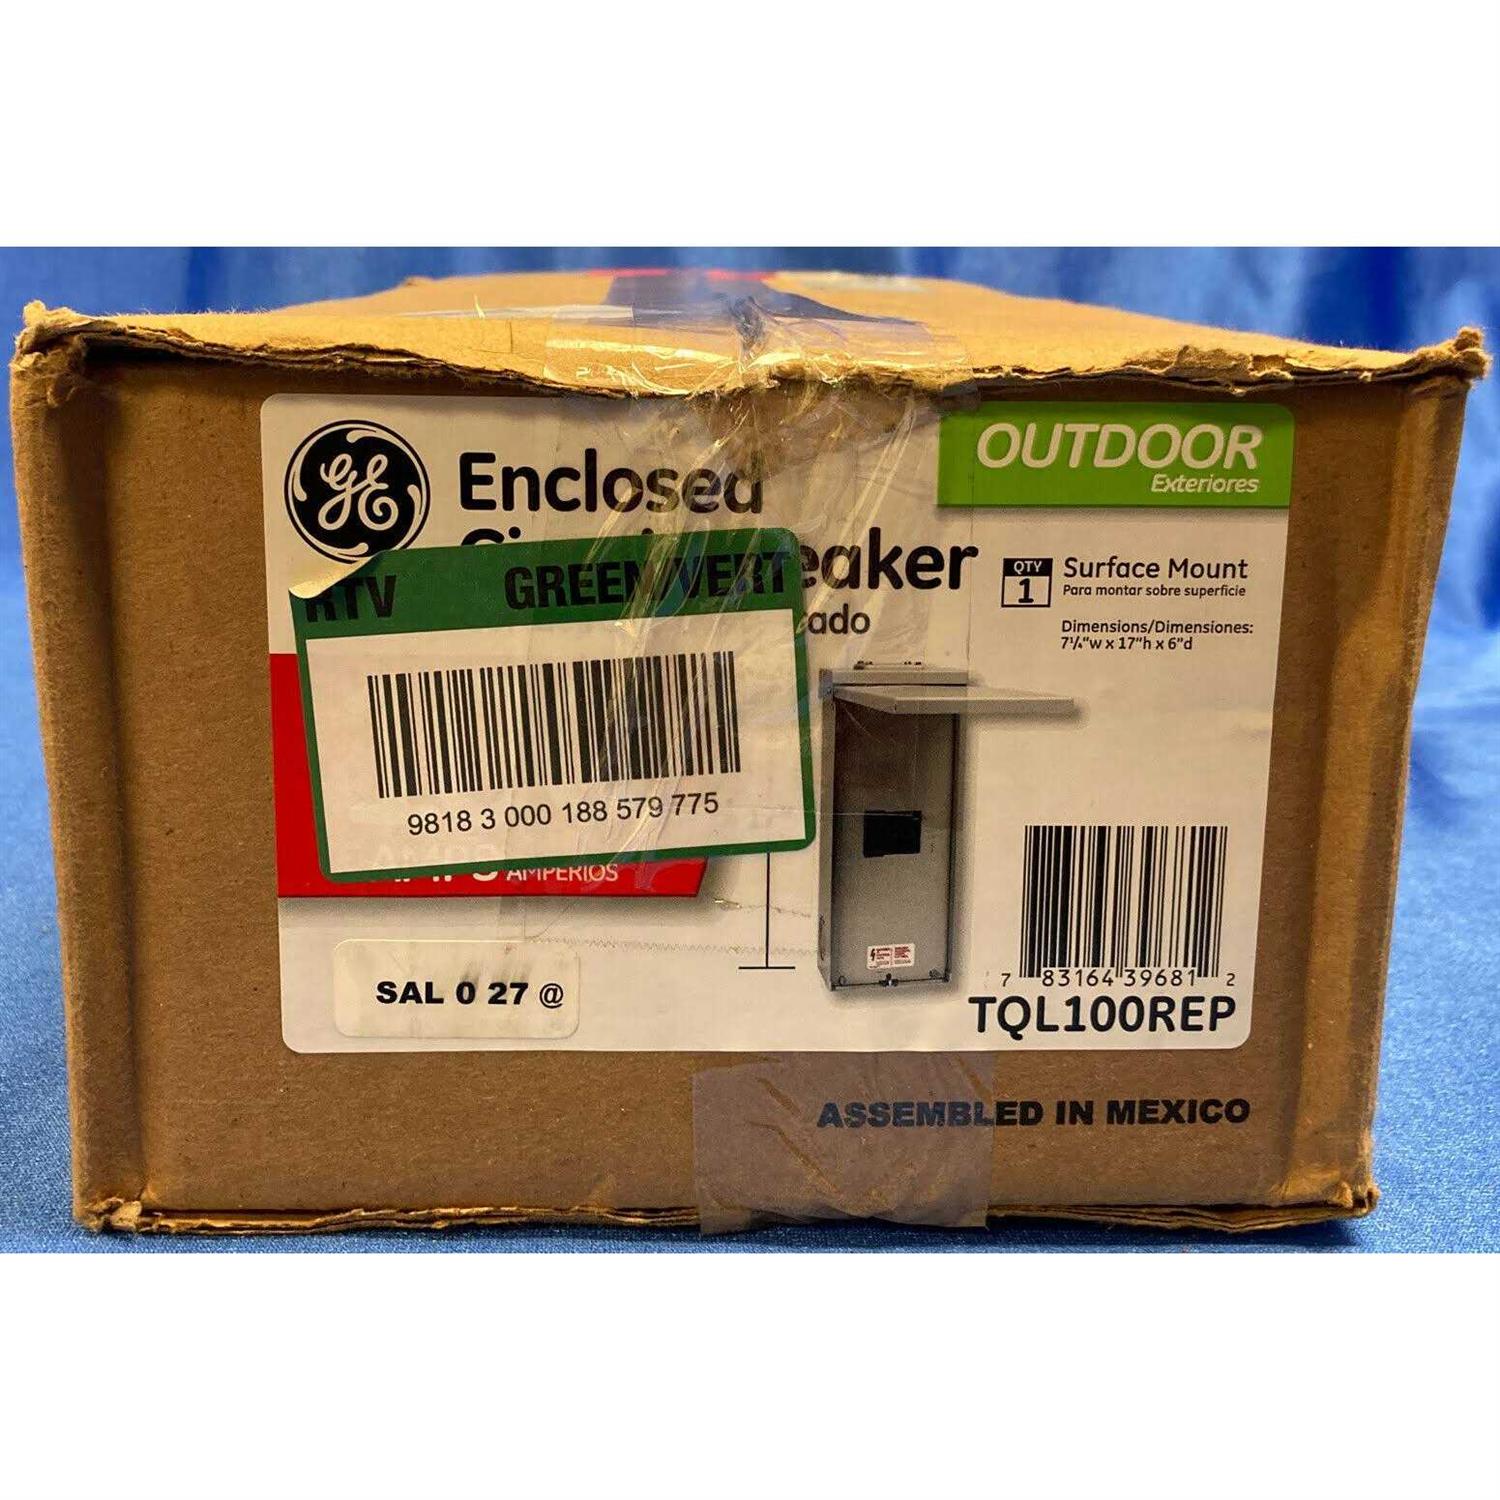 GE
Enclosed
OUTDOOR
Exteriores
RTV GREEN/VERT
QTY
1
Surface Mount
Para montar sobre superficie
Dimensions/Dimensiones:
7¼"w x 17"h x 6"d
9818 3 000 188 579 775
AMPERIOS
SAL 0 27 @
7 83164 39681 2
TQL100REP
ASSEMBLED IN MEXICO